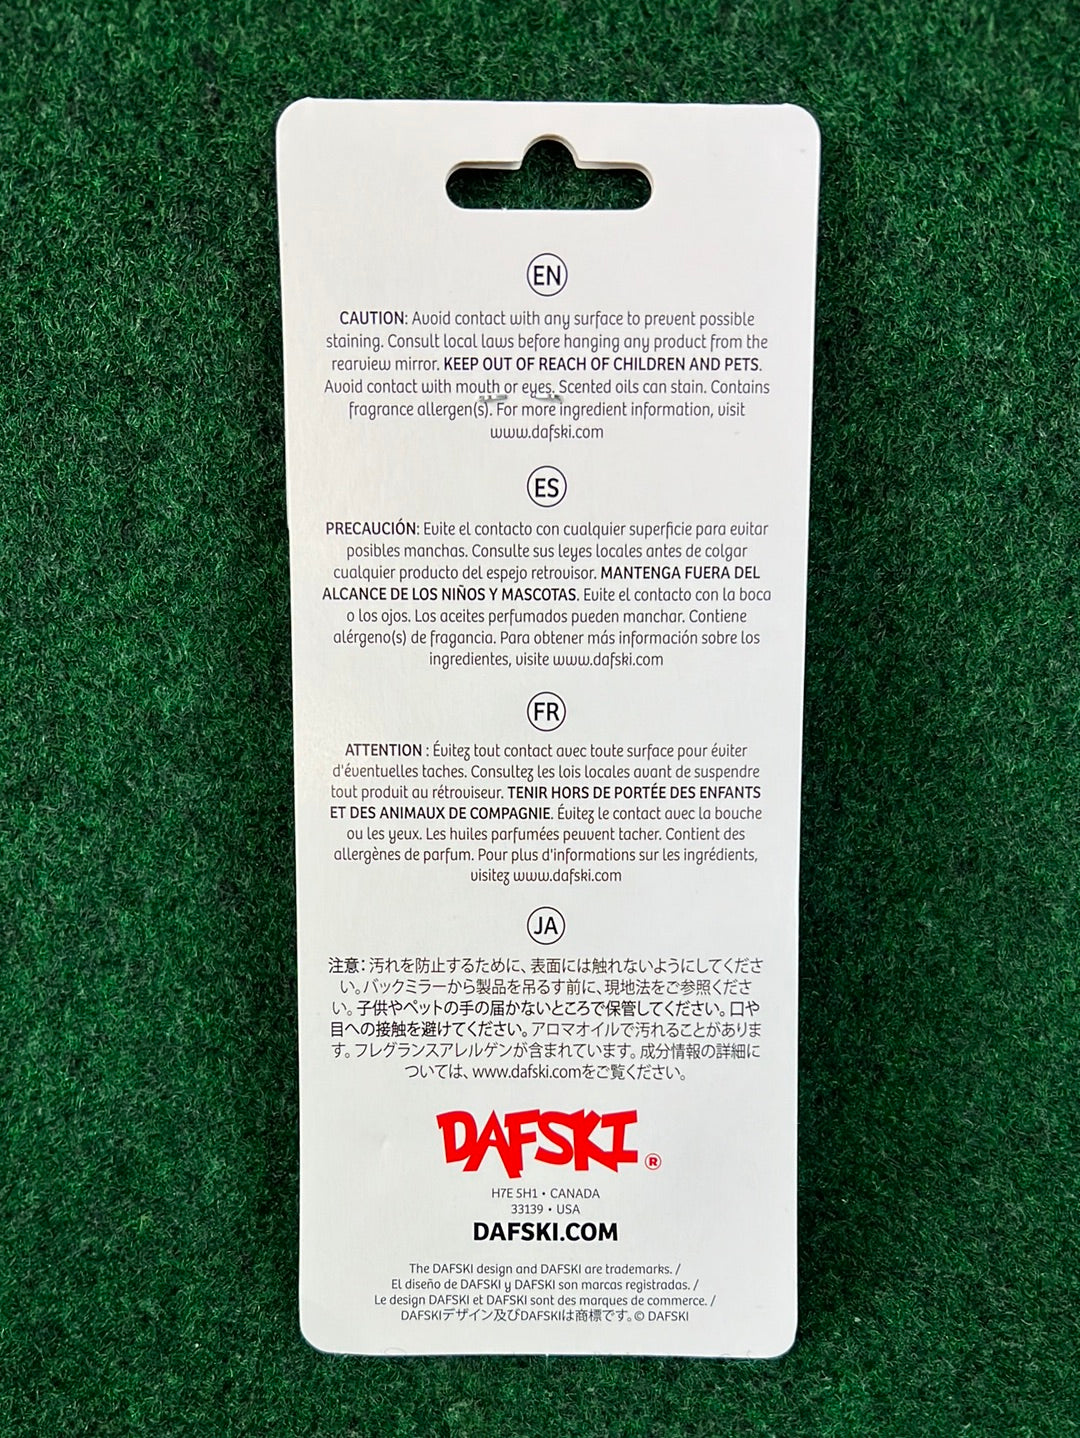 EN
CAUTION: Avoid contact with any surface to prevent possible
staining. Consult local laws before hanging any product from the
rearview mirror. KEEP OUT OF REACH OF CHILDREN AND PETS.
Avoid contact with mouth or eyes. Scented oils can stain. Contains
fragrance allergen(s). For more ingredient information, visit
www.dafski.com
ES
PRECAUCIÓN: Evite el contacto con cualquier superficie para evitar
posibles manchas. Consulte sus leyes locales antes de colgar
cualquier producto del espejo retrovisor. MANTENGA FUERA DEL
ALCANCE DE LOS NIÑOS Y MASCOTAS. Evite el contacto con la boca
o los ojos. Los aceites perfumados pueden manchar. Contiene
alérgeno(s) de fragancia. Para obtener más información sobre los
ingredientes, visite www.dafski.com
FR
ATTENTION : Évitez tout contact avec toute surface pour éviter
d'éventuelles taches. Consultez les lois locales avant de suspendre
tout produit au rétroviseur. TENIR HORS DE PORTÉE DES ENFANTS
ET DES ANIMAUX DE COMPAGNIE. Évitez le contact avec la bouche
ou les yeux. Les huiles parfumées peuvent tacher. Contient des
allergènes de parfum. Pour plus d'informations sur les ingrédients,
visitez www.dafski.com
JA
注意：汚れを防止するために、表面には触れないようにしてくださ
い。バックミラーから製品を吊るす前に、現地法をご参照くださ
い。子供やペットの手の届かないところで保管してください。口や
目への接触を避けてください。アロマオイルで汚れることがありま
す。フレグランスアレルゲンが含まれています。成分情報の詳細に
ついては、www.dafski.comをご覧ください。
DAFSKI ®
H7E 5H1 • CANADA
33139 • USA
DAFSKI.COM
The DAFSKI design and DAFSKI are trademarks. /
El diseño de DAFSKI y DAFSKI son marcas registradas. /
Le design DAFSKI et DAFSKI sont des marques de commerce. /
DAFSKIデザイン及びDAFSKIは商標です。© DAFSKI